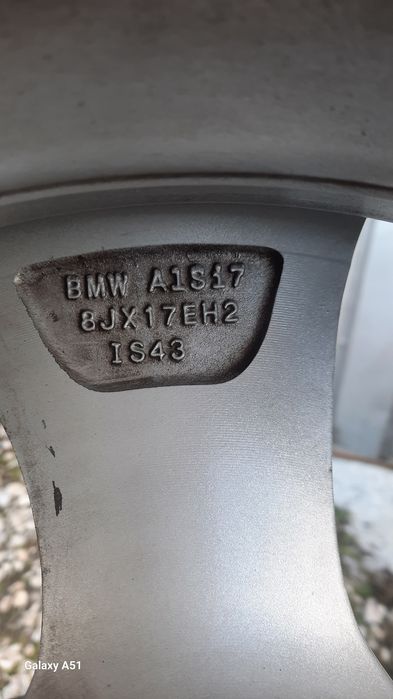 BMW A1S17
8JX17EH2
IS43
Galaxy A51